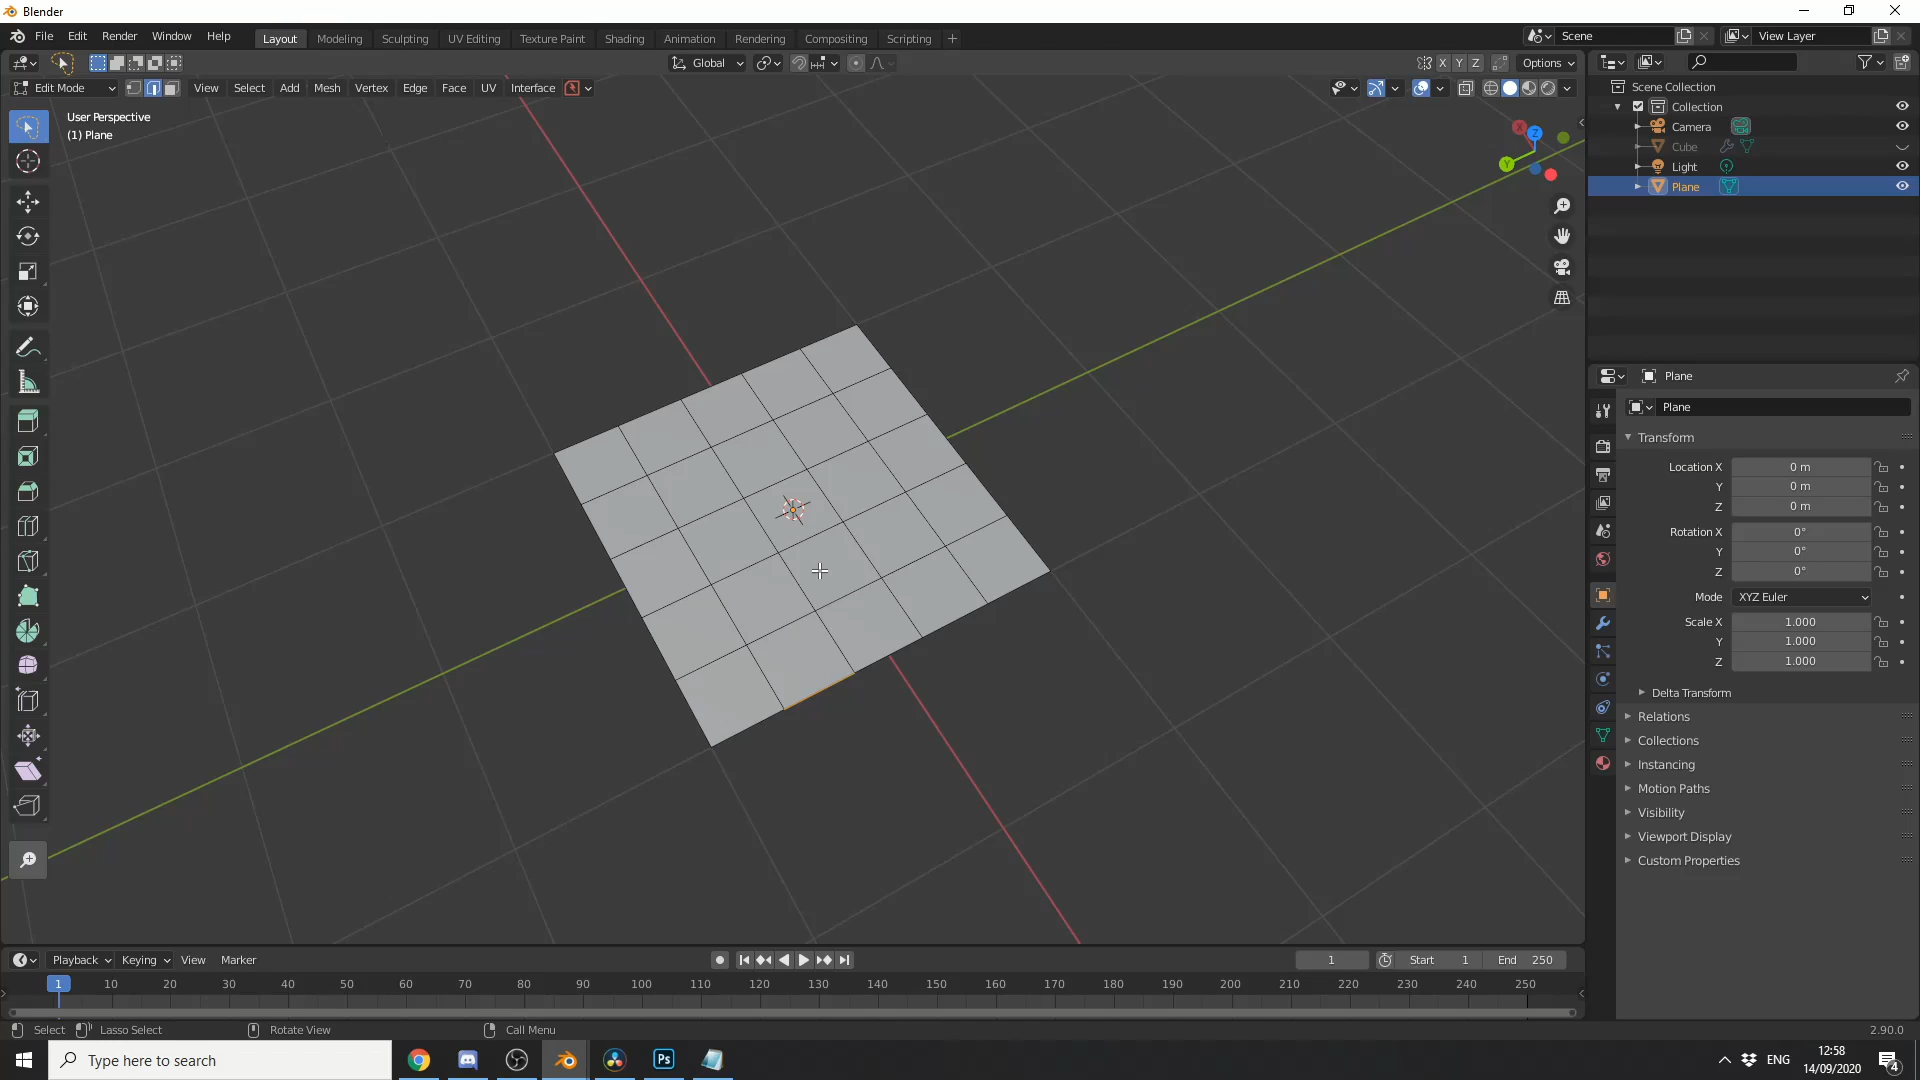 Blender
File Edit Render Window Help Layout Modeling Sculpting UV Editing Texture Paint Shading Animation Rendering Compositing Scripting + Scene View Layer
Global X Y Z Options
Edit Mode View Select Add Mesh Vertex Edge Face UV Interface
User Perspective
(1) Plane
Z
X
Y
Scene Collection
Collection
Camera
Cube
Light
Plane
Plane
Plane
Transform
Location X 0 m
Y 0 m
Z 0 m
Rotation X 0°
Y 0°
Z 0°
Mode XYZ Euler
Scale X 1.000
Y 1.000
Z 1.000
Delta Transform
Relations
Collections
Instancing
Motion Paths
Visibility
Viewport Display
Custom Properties
Playback Keying View Marker 1 Start 1 End 250
1 10 20 30 40 50 60 70 80 90 100 110 120 130 140 150 160 170 180 190 200 210 220 230 240 250
Select Lasso Select Rotate View Call Menu 2.90.0
Type here to search Ps ENG 12:58
14/09/2020 4